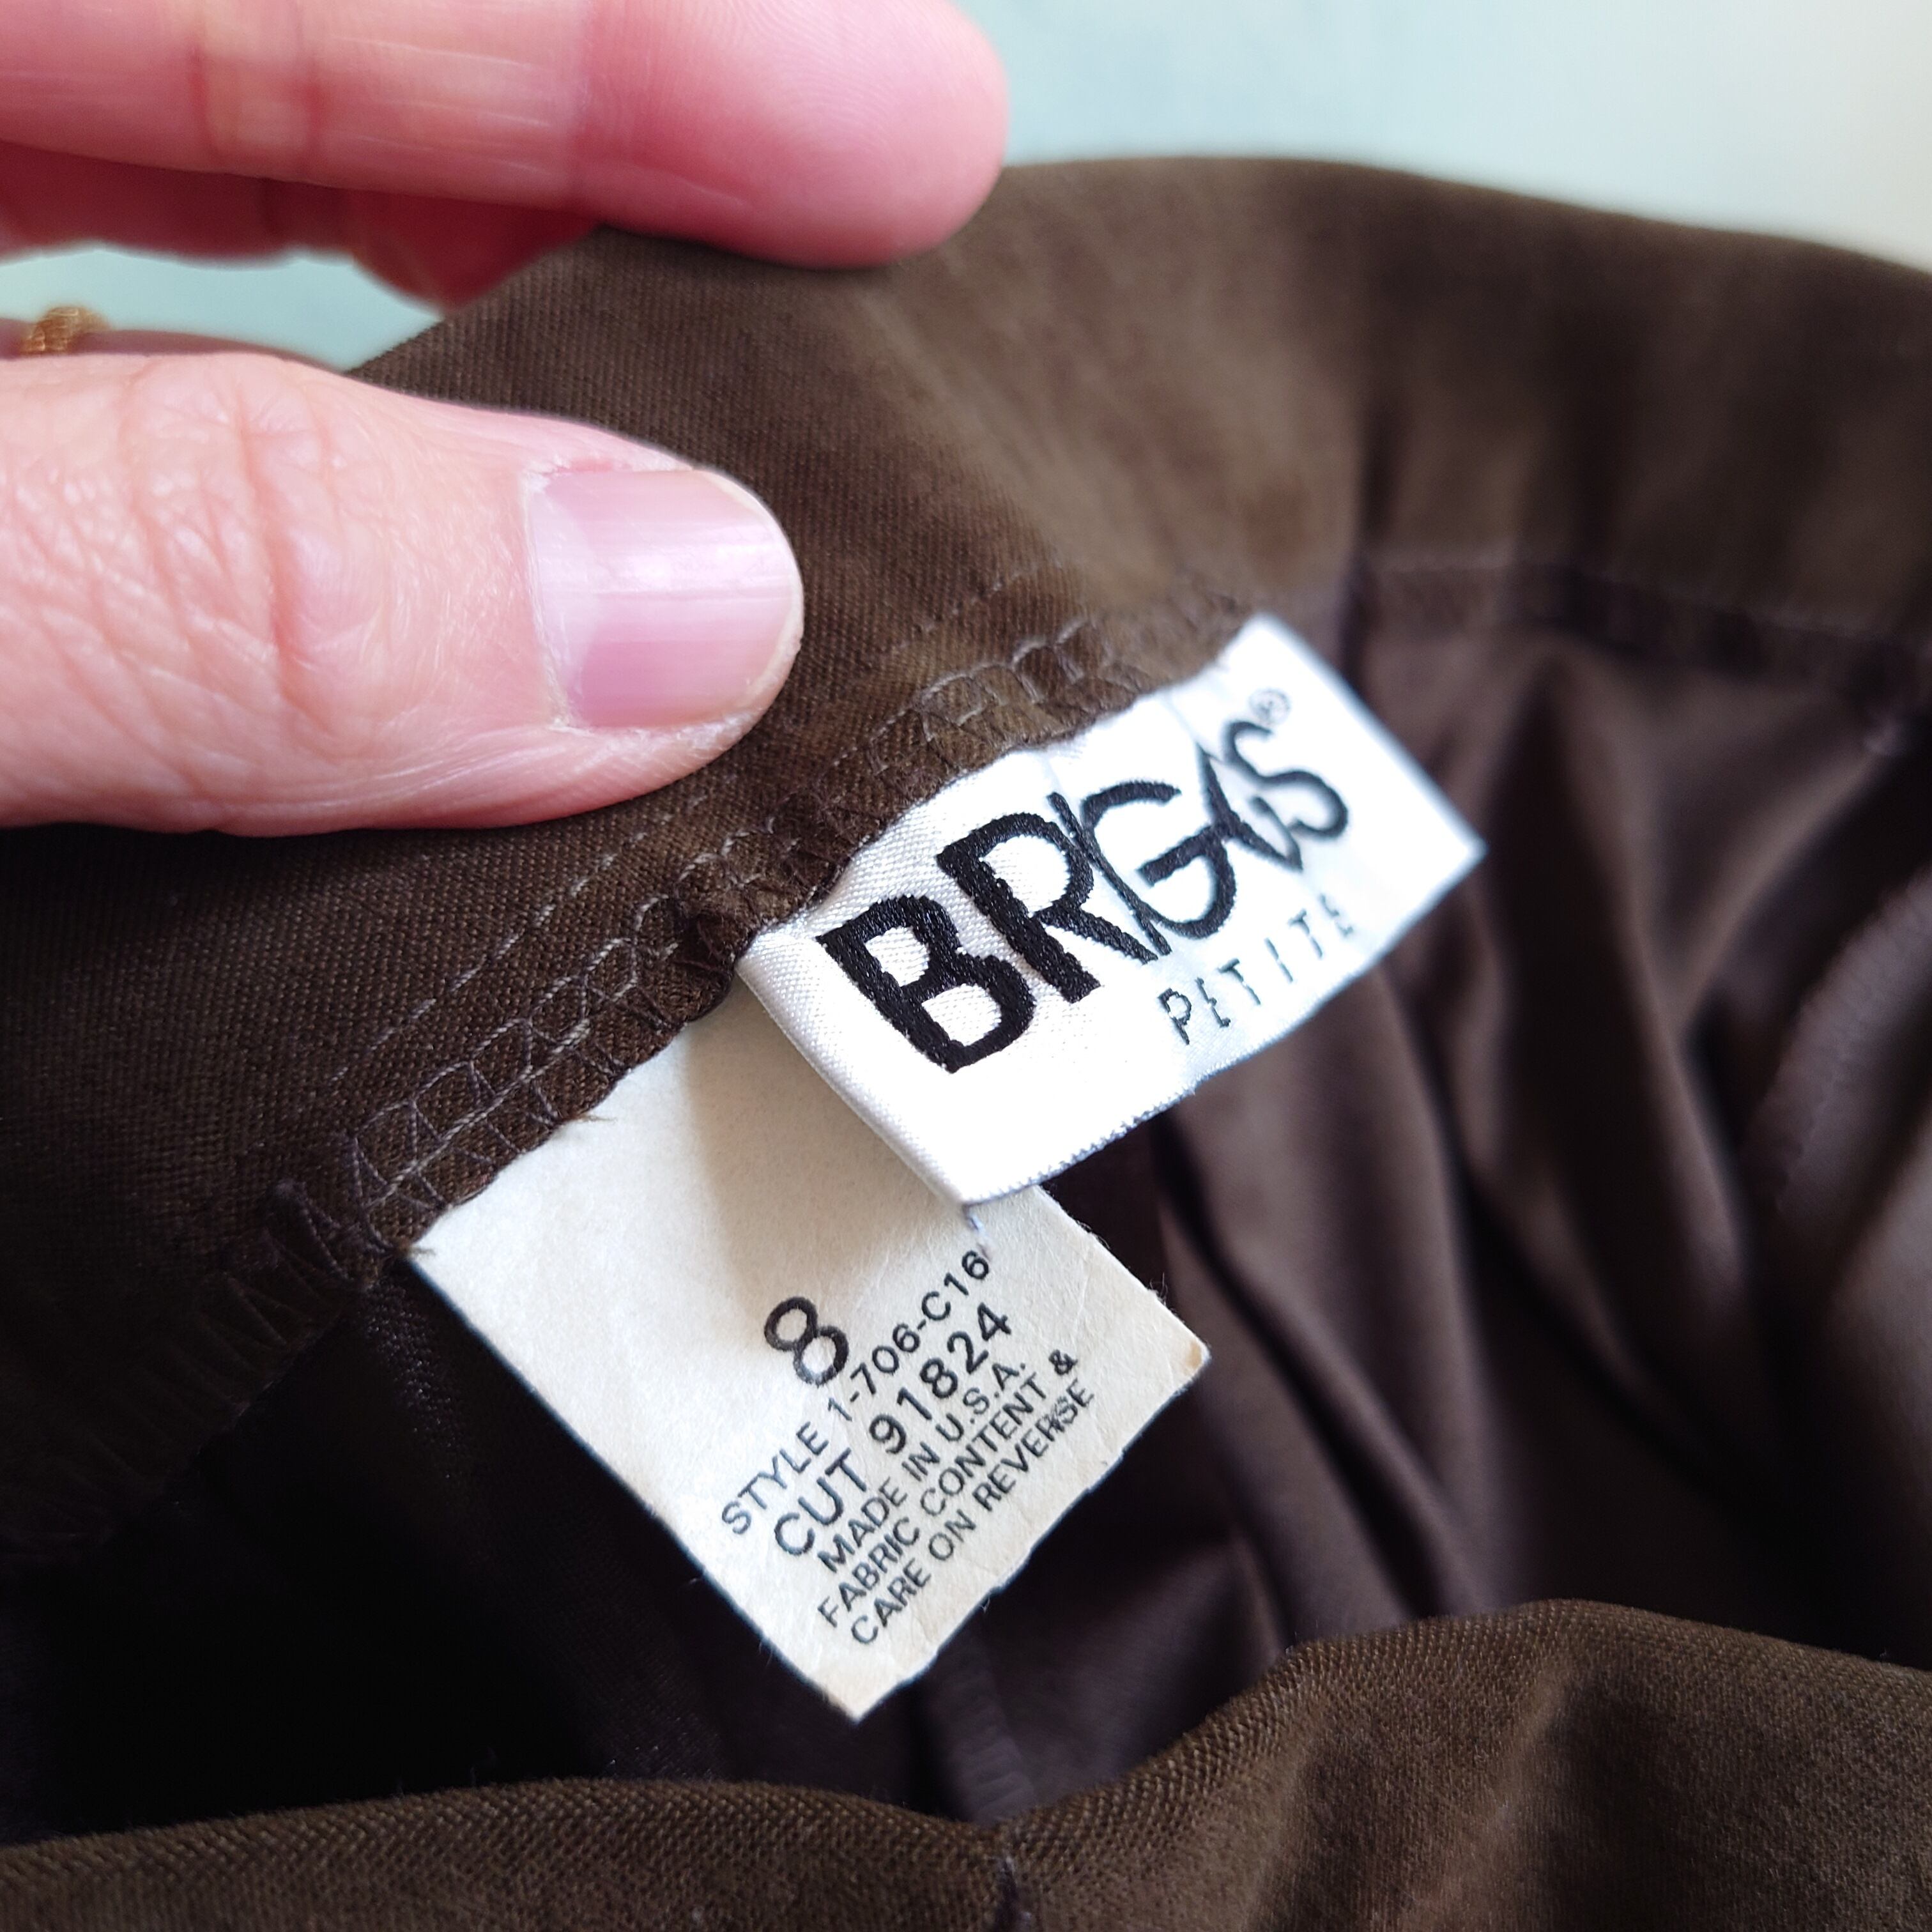 BRIGGS®
PETITE
8
STYLE 1-706-C16
CUT 91824
MADE IN U.S.A.
FABRIC CONTENT &
CARE ON REVERSE